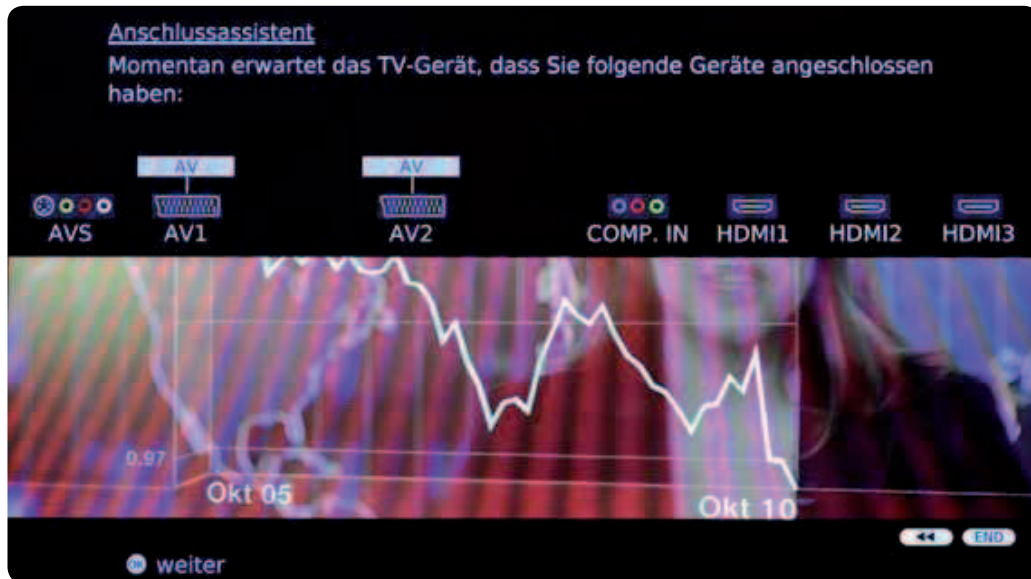 Anschlussassistent
Momentan erwartet das TV-Gerät, dass Sie folgende Geräte angeschlossen
haben:
AV AV
AVS AV1 AV2 COMP. IN HDMI1 HDMI2 HDMI3
0.97
Okt 05 Okt 10
END
OK weiter